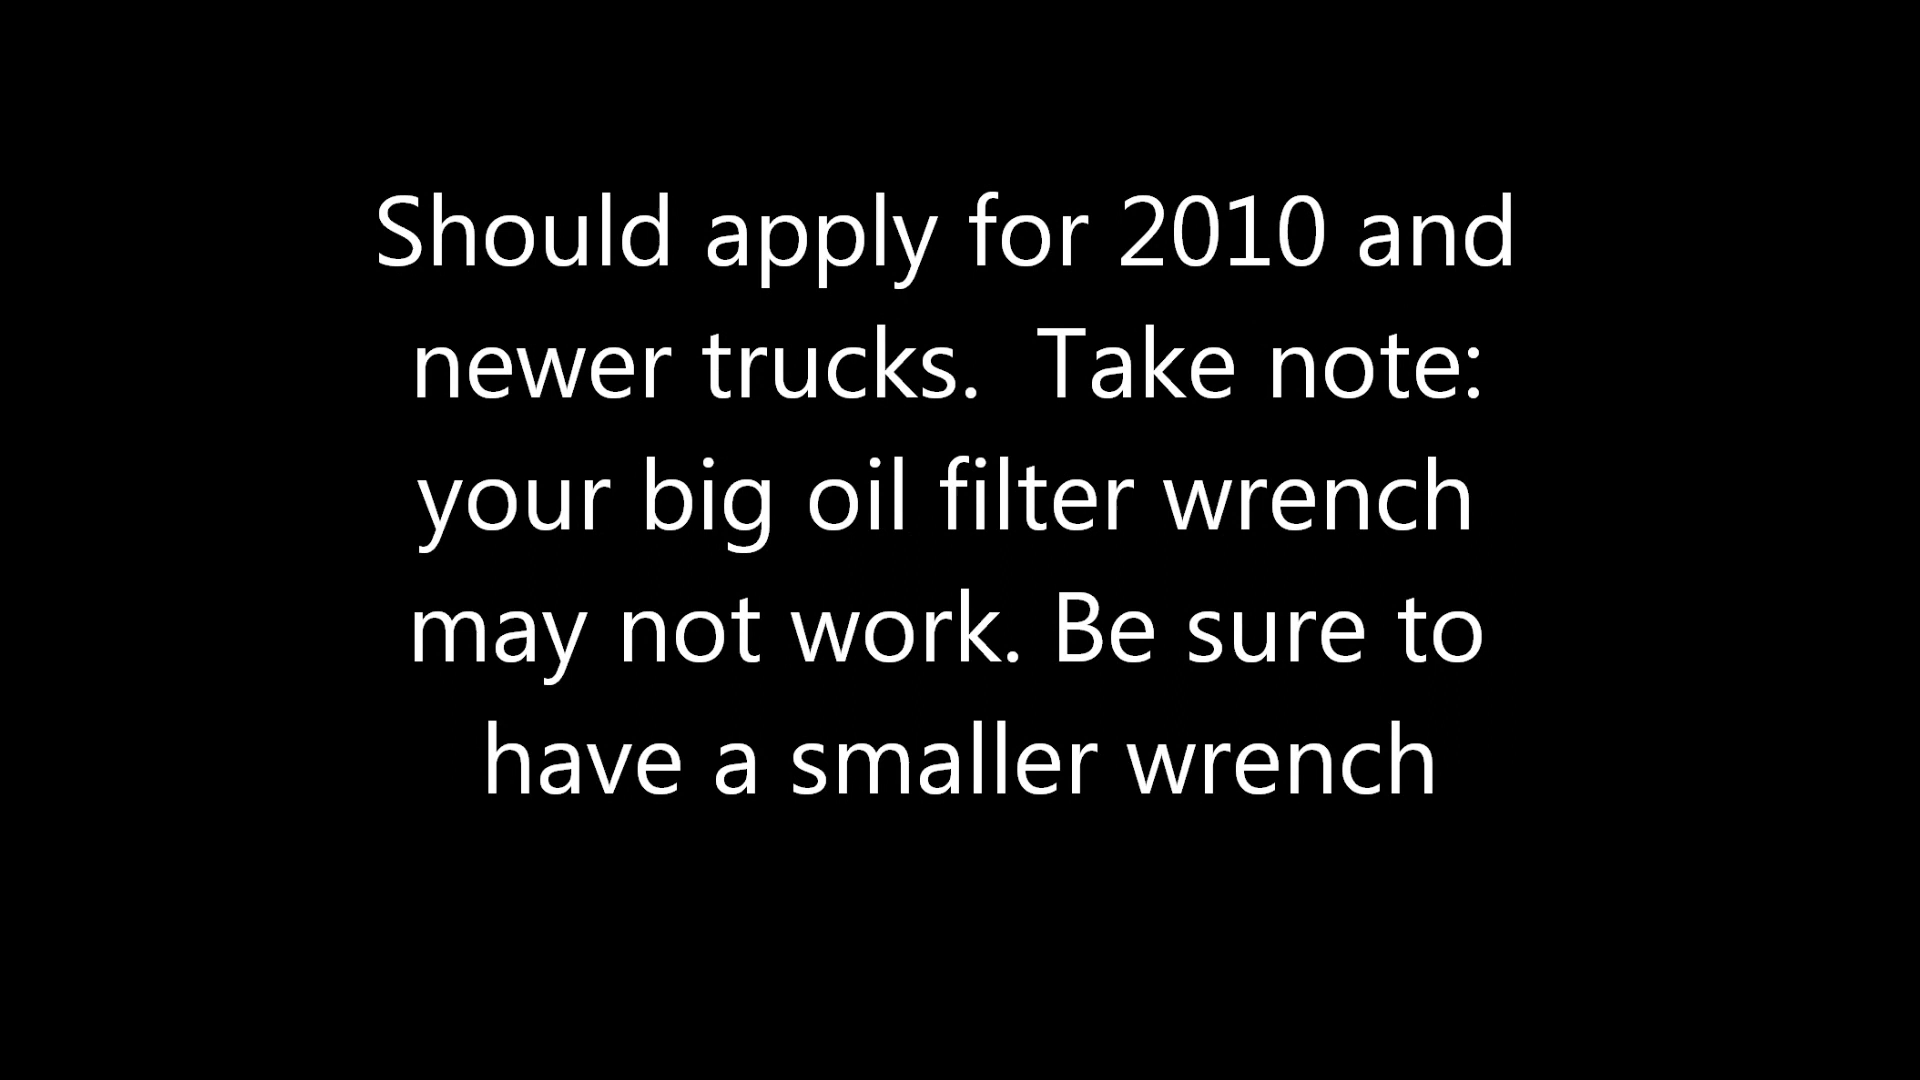 Should apply for 2010 and
newer trucks.  Take note:
your big oil filter wrench
may not work. Be sure to
have a smaller wrench